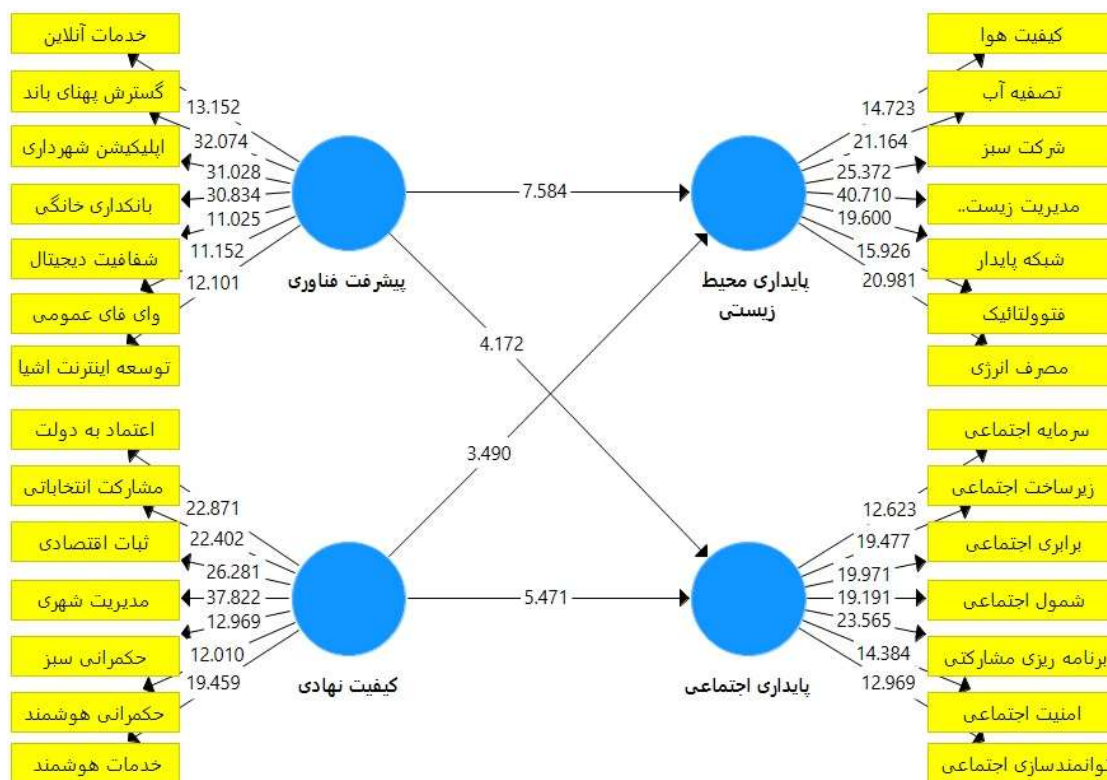 خدمات آنلاین
گسترش پهنای باند
اپلیکیشن شهرداری
بانکداری خانگی
شفافیت دیجیتال
وای فای عمومی
توسعه اینترنت اشیا
13.152
32.074
31.028
30.834
11.025
11.152
12.101
پیشرفت فناوری
7.584
4.172
3.490
5.471
پایداری محیط
زیستی
14.723
21.164
25.372
40.710
19.600
15.926
20.981
کیفیت هوا
تصفیه آب
شرکت سبز
مدیریت زیست..
شبکه پایدار
فتوولتائیک
مصرف انرژی
اعتماد به دولت
مشارکت انتخاباتی
ثبات اقتصادی
مدیریت شهری
حکمرانی سبز
حکمرانی هوشمند
خدمات هوشمند
22.871
22.402
26.281
37.822
12.969
12.010
19.459
کیفیت نهادی
پایداری اجتماعی
12.623
19.477
19.971
19.191
23.565
14.384
12.969
سرمایه اجتماعی
زیرساخت اجتماعی
برابری اجتماعی
شمول اجتماعی
برنامه ریزی مشارکتی
امنیت اجتماعی
توانمندسازی اجتماعی